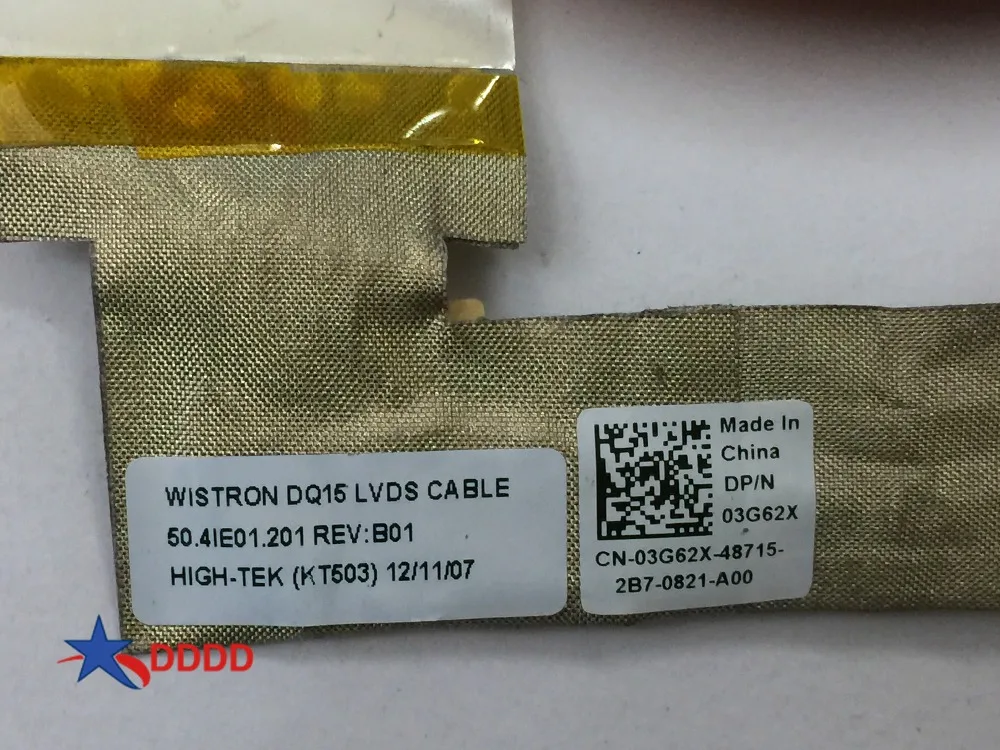 WISTRON DQ15 LVDS CABLE
50.4IE01.201 REV:B01
HIGH-TEK (KT503) 12/11/07
Made In
China
DP/N
03G62X
CN-03G62X-48715-
2B7-0821-A00
DDDD